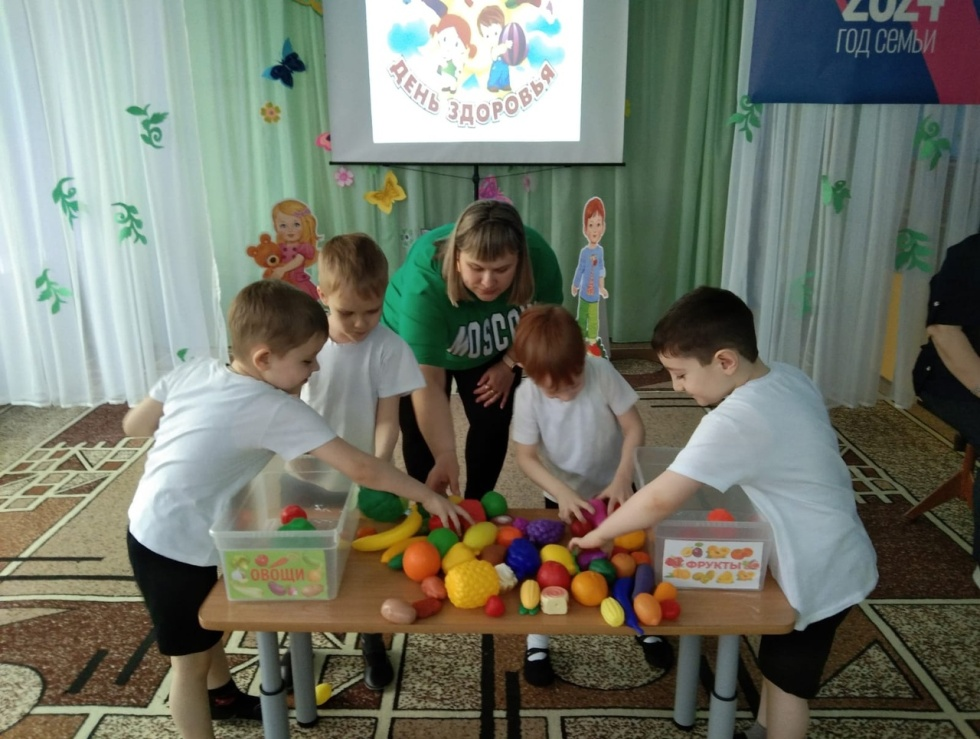 2024
ГОД СЕМЬИ
ДЕНЬ ЗДОРОВЬЯ
MOSCO
ОВОЩИ
ФРУКТЫ